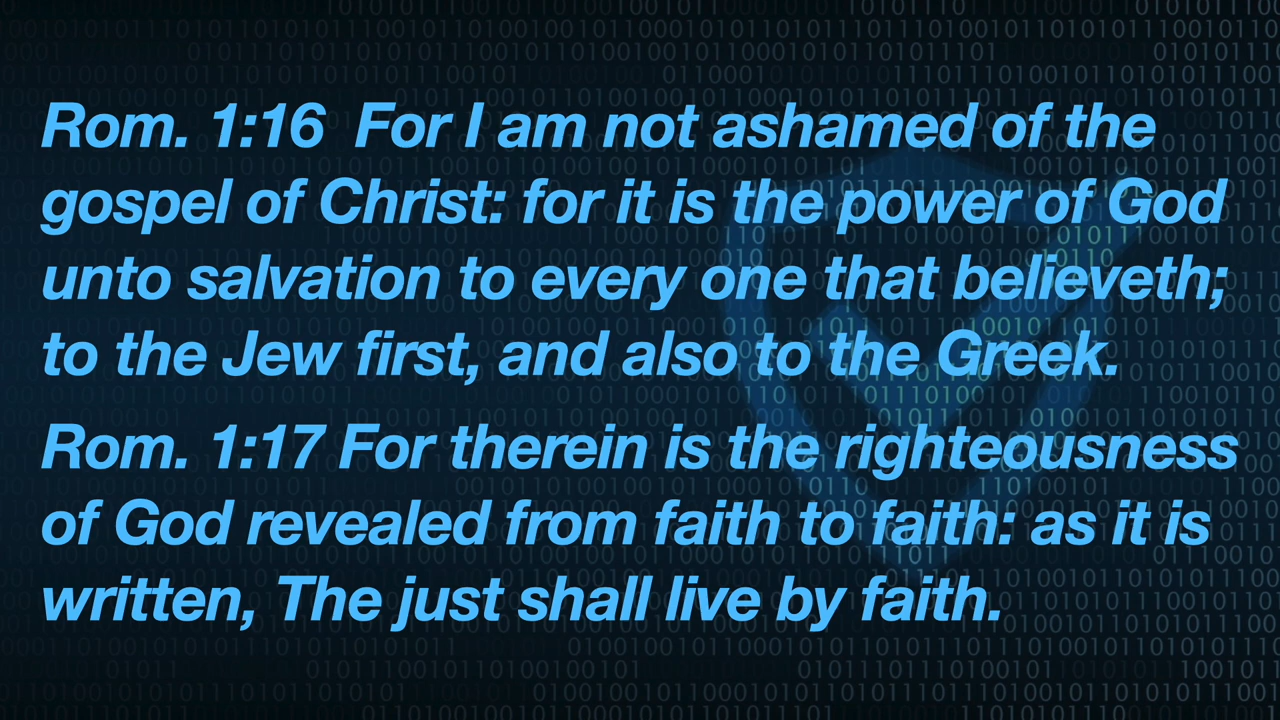 Rom. 1:16  For I am not ashamed of the
gospel of Christ: for it is the power of God
unto salvation to every one that believeth;
to the Jew first, and also to the Greek.
Rom. 1:17 For therein is the righteousness
of God revealed from faith to faith: as it is
written, The just shall live by faith.